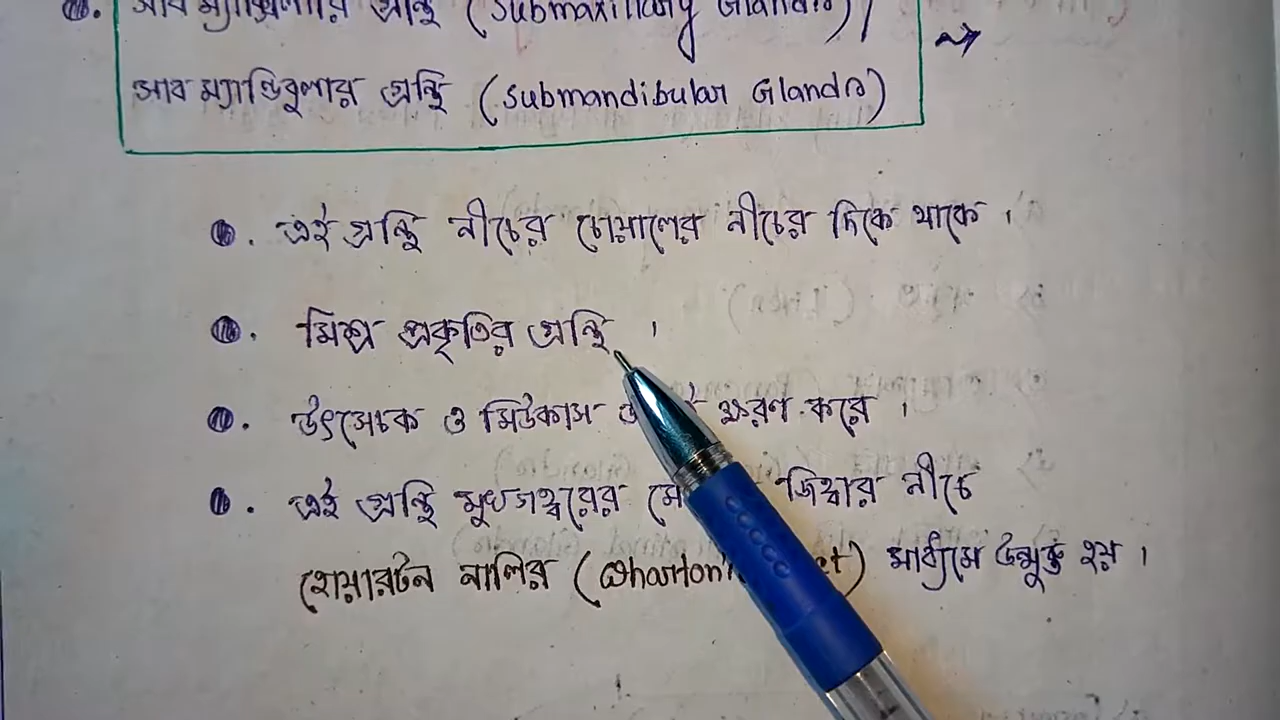 সাব ম্যাক্সিলারি গ্রন্থি (Submaxillary Glands) /
সাব ম্যান্ডিবুলার গ্রন্থি (Submandibular Glands)
এই গ্রন্থি নীচের চোয়ালের নীচের দিকে থাকে ।
মিশ্র প্রকৃতির গ্রন্থি ।
উৎসেচক ও মিউকাস ক্ষরণ করে ।
এই গ্রন্থি মুখগহ্বরের জিহ্বার নীচে
হোয়ারটন নালির (Wharton' মাধ্যমে উন্মুক্ত হয় ।